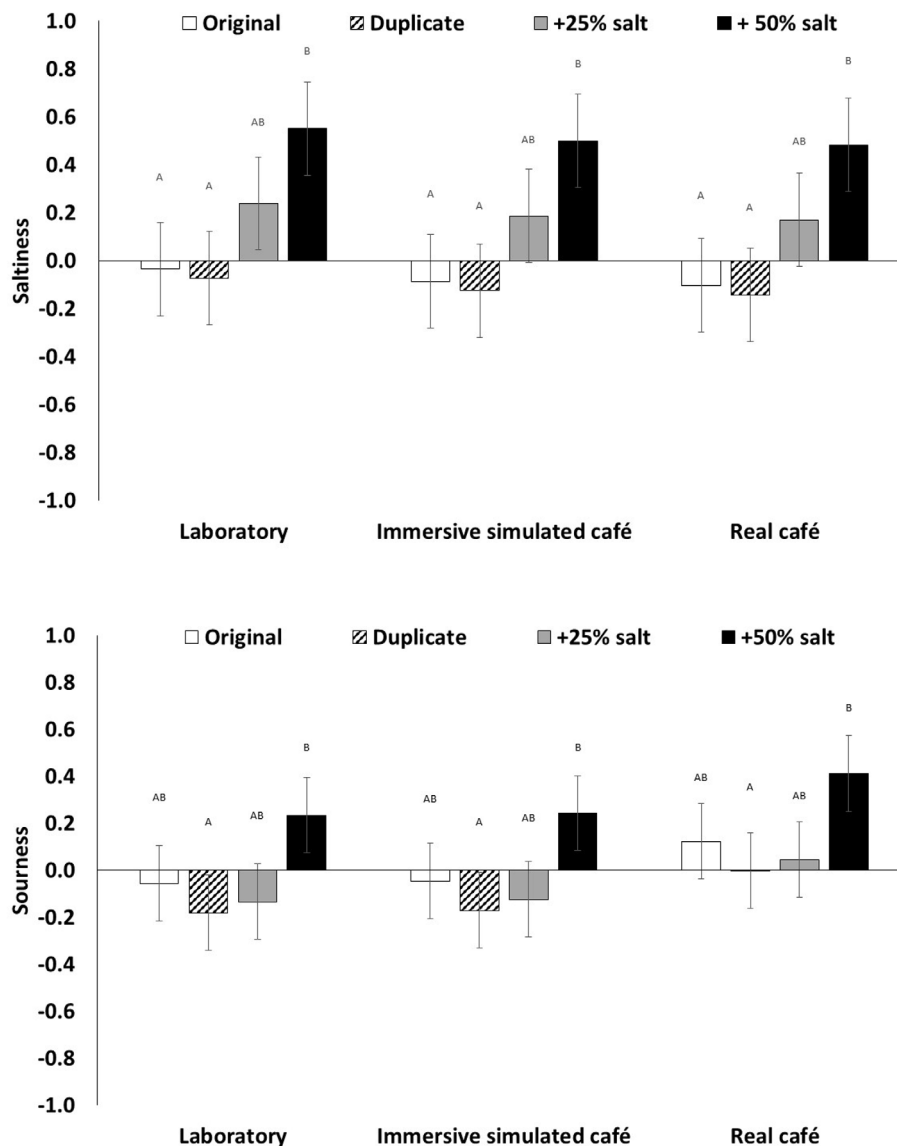 1.0
Original Duplicate +25% salt + 50% salt
0.8
B B B
0.6
AB AB AB
0.4
A A A A A A
0.2
Saltiness
0.0
-0.2
-0.4
-0.6
-0.8
-1.0
Laboratory Immersive simulated café Real café
1.0
Original Duplicate +25% salt +50% salt
0.8
B
0.6
B B
0.4
AB A AB
AB AB
0.2
A AB A AB
Sourness
0.0
-0.2
-0.4
-0.6
-0.8
-1.0
Laboratory Immersive simulated café Real café